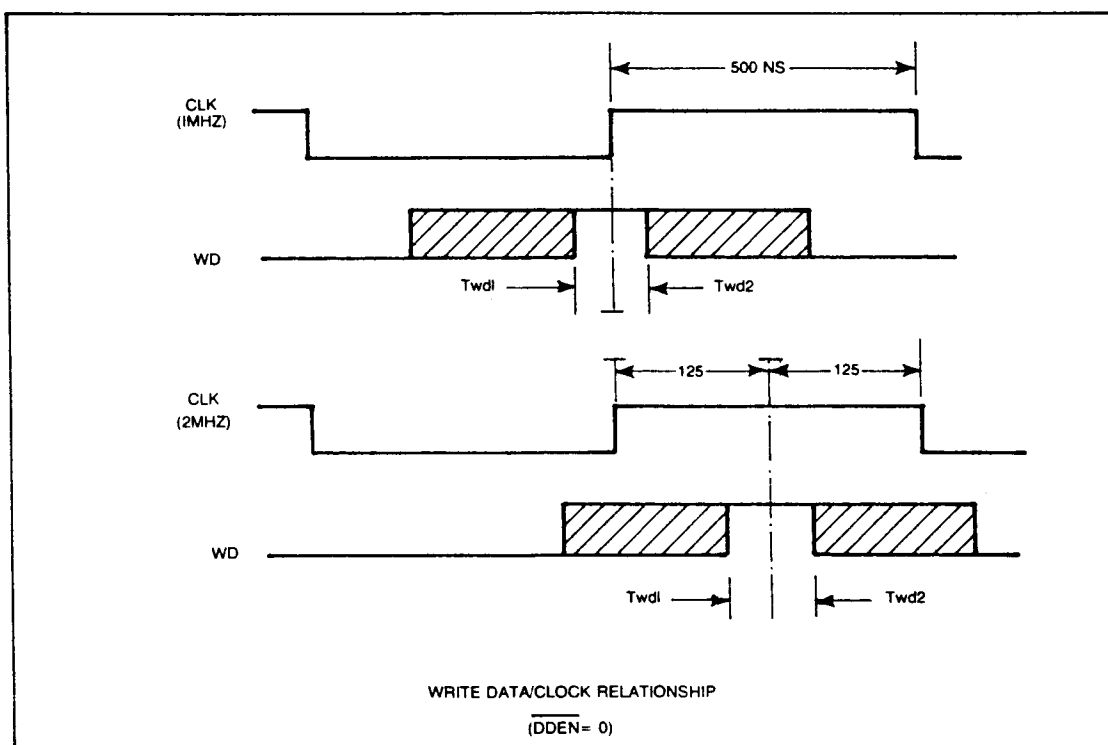 500 NS
CLK
(IMHZ)
WD
Twdl
Twd2
125
125
CLK
(2MHZ)
WD
Twdl
Twd2
WRITE DATA/CLOCK RELATIONSHIP
(DDEN= 0)